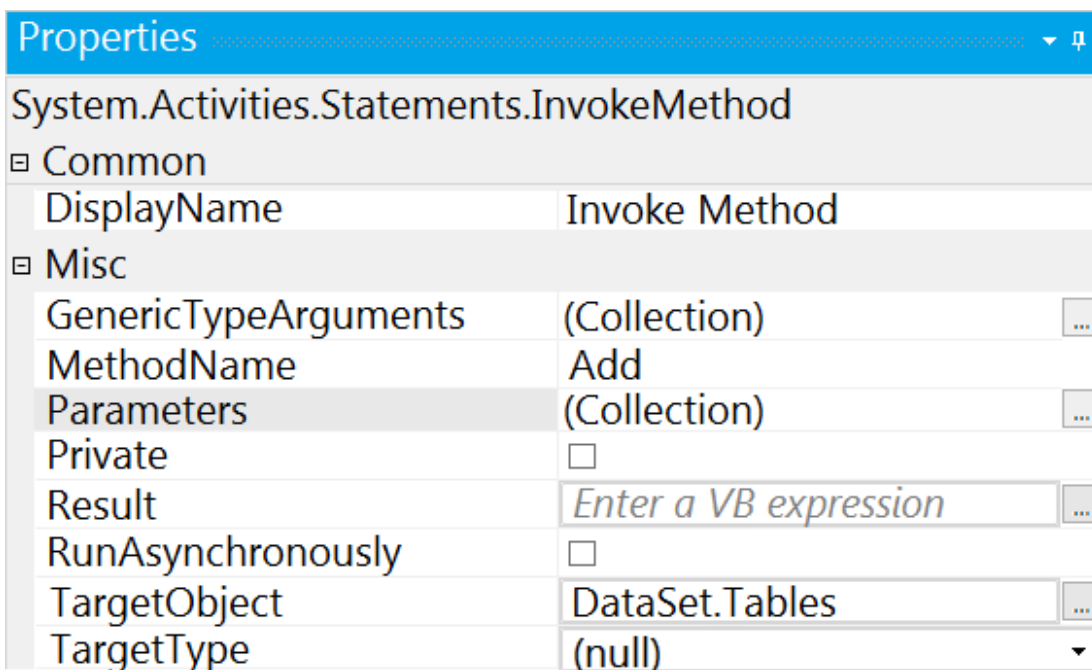 Properties
System.Activities.Statements.InvokeMethod
Common
DisplayName Invoke Method
Misc
GenericTypeArguments (Collection) ...
MethodName Add
Parameters (Collection) ...
Private
Result Enter a VB expression ...
RunAsynchronously
TargetObject DataSet.Tables ...
TargetType (null)